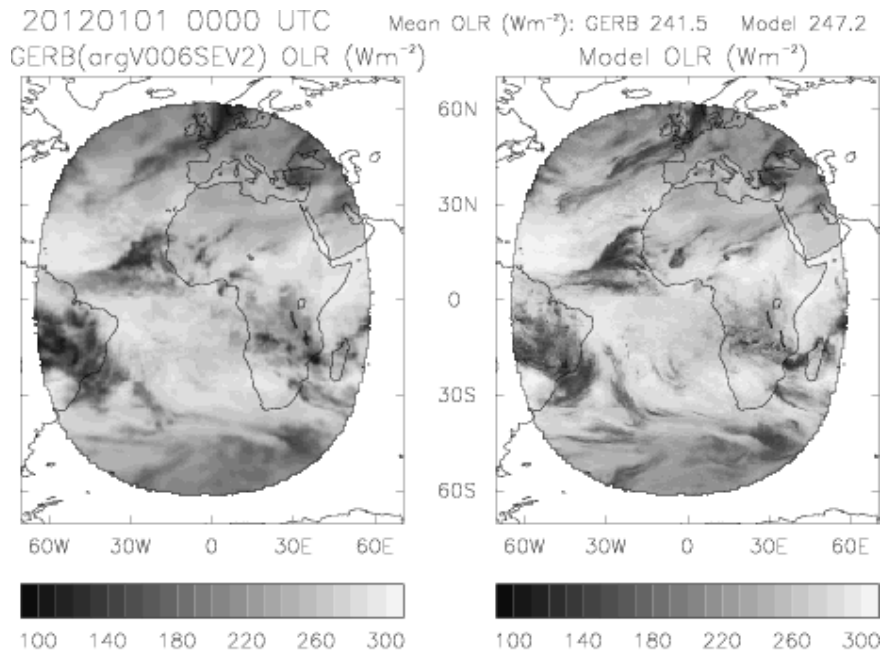 20120101 0000 UTC Mean OLR (Wm⁻²): GERB 241.5 Model 247.2
GERB(argV006SEV2) OLR (Wm⁻²) Model OLR (Wm⁻²)
60N
30N
0
30S
60S
60W 30W 0 30E 60E 60W 30W 0 30E 60E
100 140 180 220 260 300 100 140 180 220 260 300